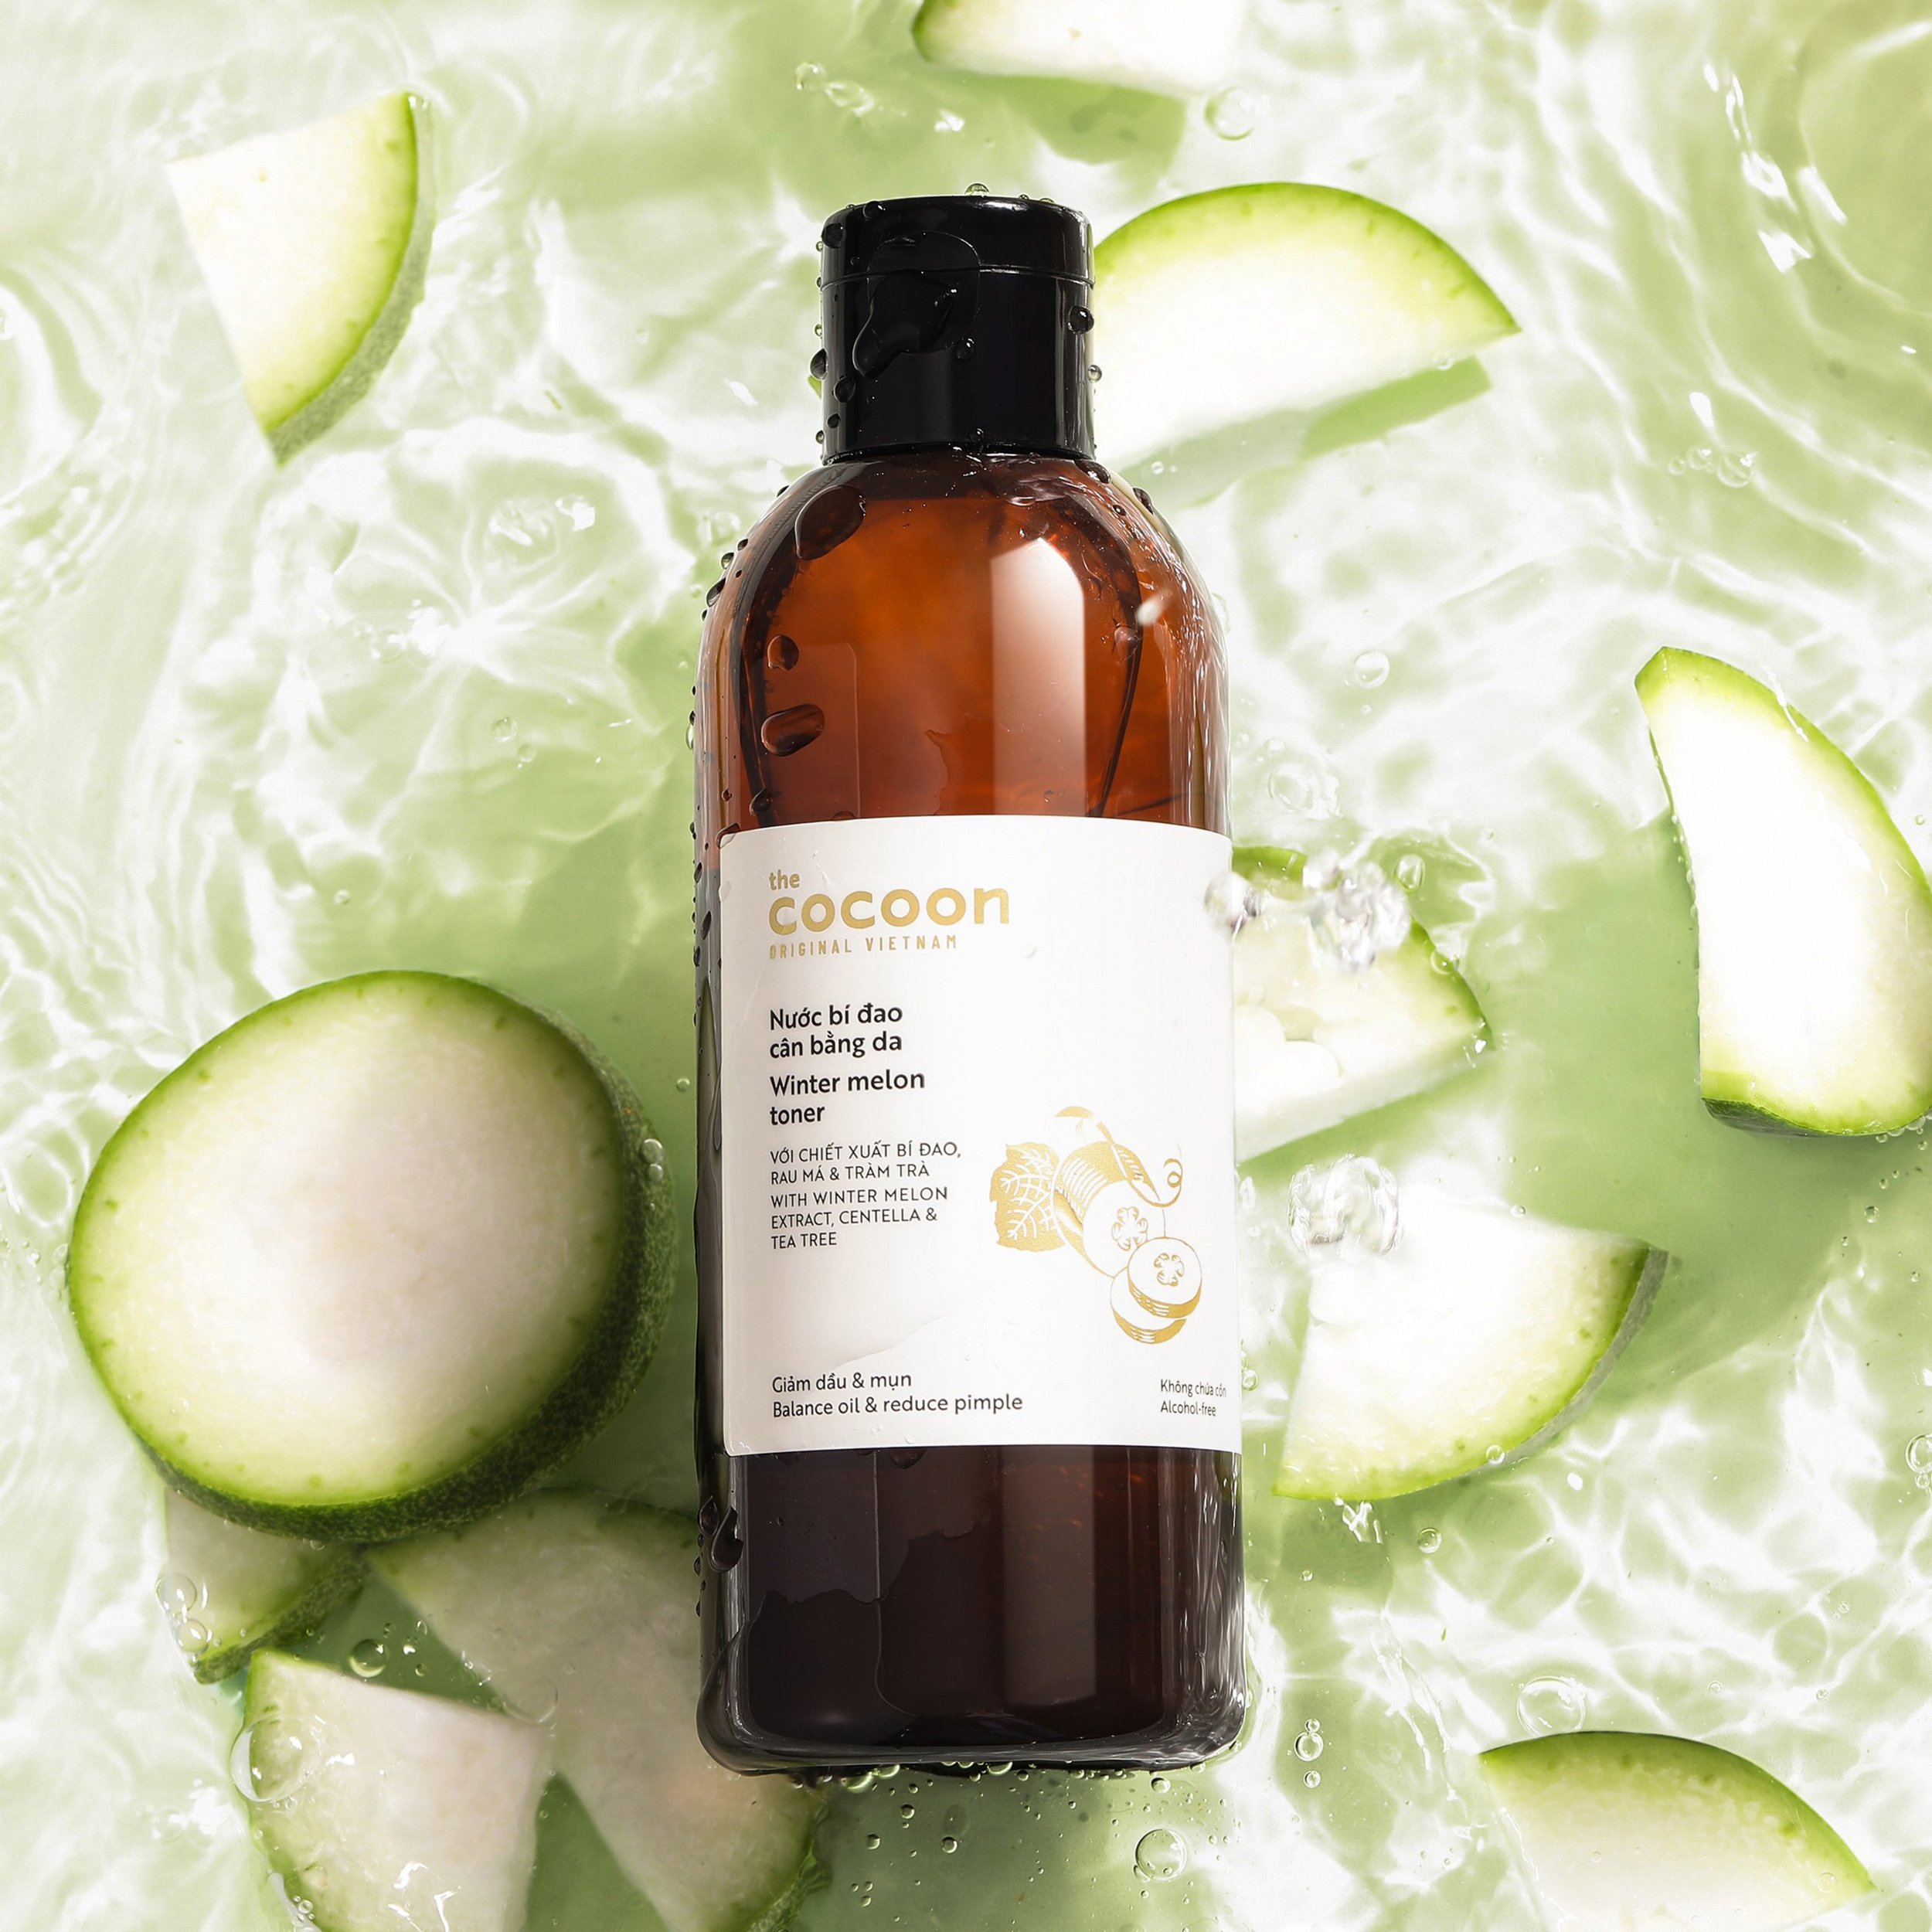 the
cocoon
ORIGINAL VIETNAM
Nước bí đao
cân bằng da
Winter melon
toner
VỚI CHIẾT XUẤT BÍ ĐAO,
RAU MÁ & TRÀM TRÀ
WITH WINTER MELON
EXTRACT, CENTELLA &
TEA TREE
Giảm dầu & mụn
Balance oil & reduce pimple
Không chứa cồn
Alcohol-free